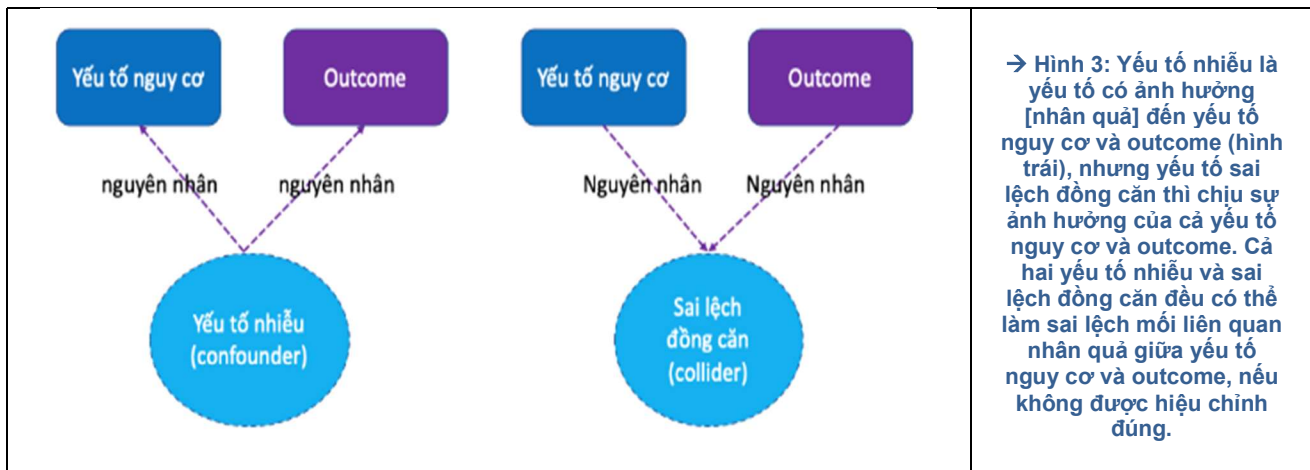 Yếu tố nguy cơ
Outcome
nguyên nhân
nguyên nhân
Yếu tố nhiễu
(confounder)
Yếu tố nguy cơ
Outcome
Nguyên nhân
Nguyên nhân
Sai lệch
đồng căn
(collider)
→ Hình 3: Yếu tố nhiễu là
yếu tố có ảnh hưởng
[nhân quả] đến yếu tố
nguy cơ và outcome (hình
trái), nhưng yếu tố sai
lệch đồng căn thì chịu sự
ảnh hưởng của cả yếu tố
nguy cơ và outcome. Cả
hai yếu tố nhiễu và sai
lệch đồng căn đều có thể
làm sai lệch mối liên quan
nhân quả giữa yếu tố
nguy cơ và outcome, nếu
không được hiệu chỉnh
đúng.